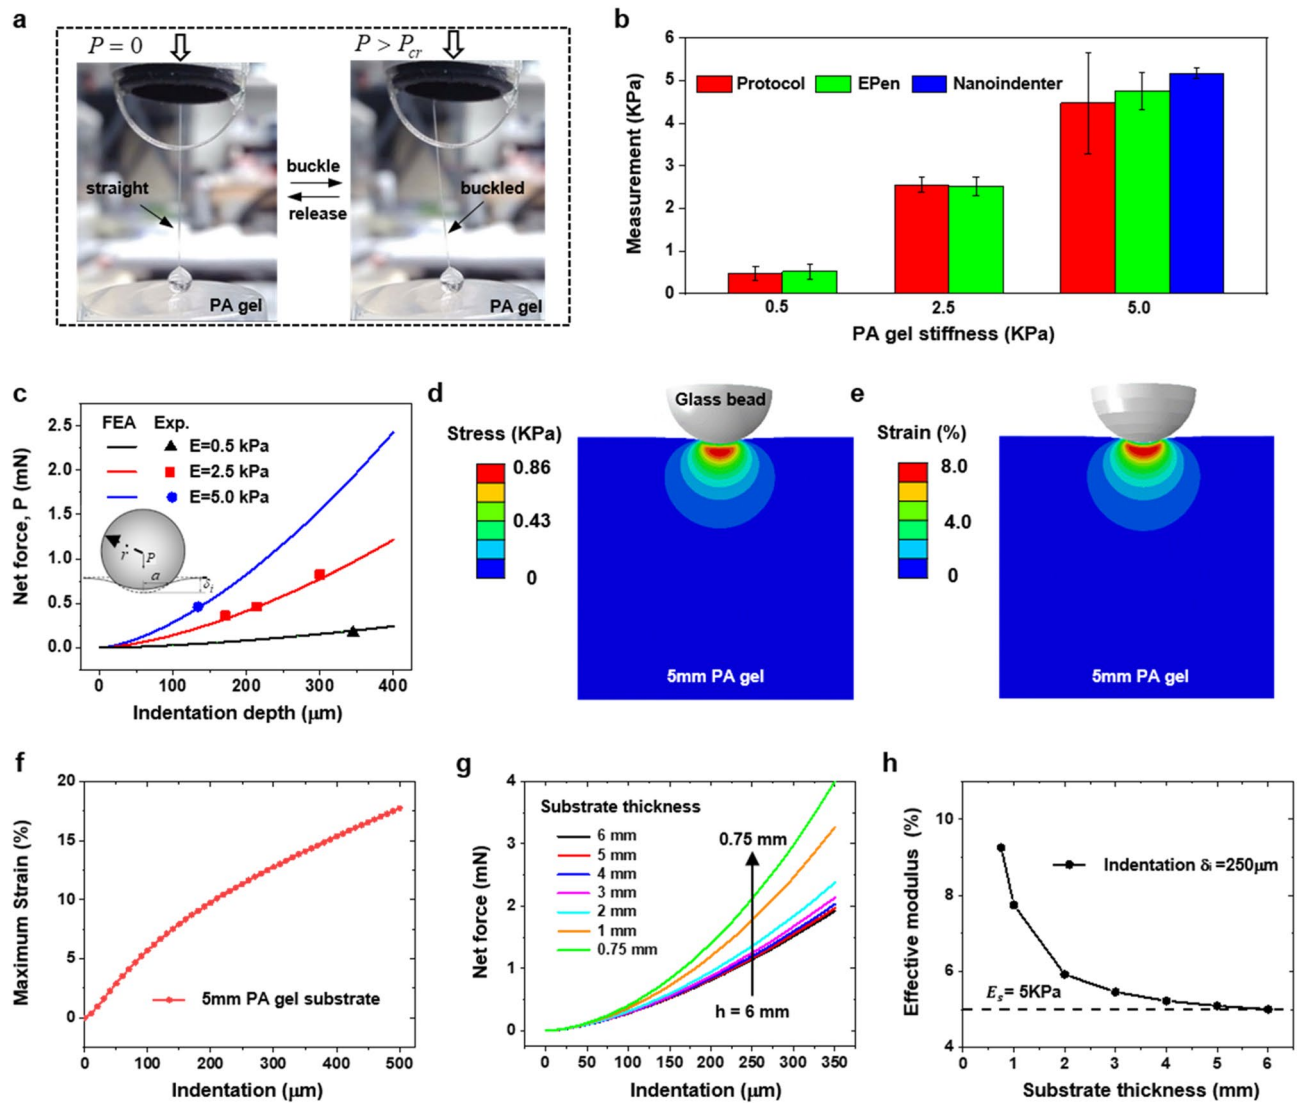 a
P = 0
P > Pcr
straight
buckle
release
buckled
PA gel
PA gel
b
Measurement (KPa)
6
5
4
3
2
1
0
Protocol
EPen
Nanoindenter
0.5
2.5
5.0
PA gel stiffness (KPa)
c
Net force, P (mN)
2.5
2.0
1.5
1.0
0.5
0.0
FEA Exp.
E=0.5 kPa
E=2.5 kPa
E=5.0 kPa
r
P
a
δi
0 100 200 300 400
Indentation depth (μm)
d
Glass bead
Stress (KPa)
0.86
0.43
0
5mm PA gel
e
Strain (%)
8.0
4.0
0
5mm PA gel
f
Maximum Strain (%)
20
15
10
5
0
5mm PA gel substrate
0 100 200 300 400 500
Indentation (μm)
g
Net force (mN)
4
3
2
1
0
Substrate thickness
6 mm
5 mm
4 mm
3 mm
2 mm
1 mm
0.75 mm
0.75 mm
h = 6 mm
0 50 100 150 200 250 300 350
Indentation (μm)
h
Effective modulus (%)
10
8
6
4
Indentation δi=250μm
Es= 5KPa
0 1 2 3 4 5 6
Substrate thickness (mm)